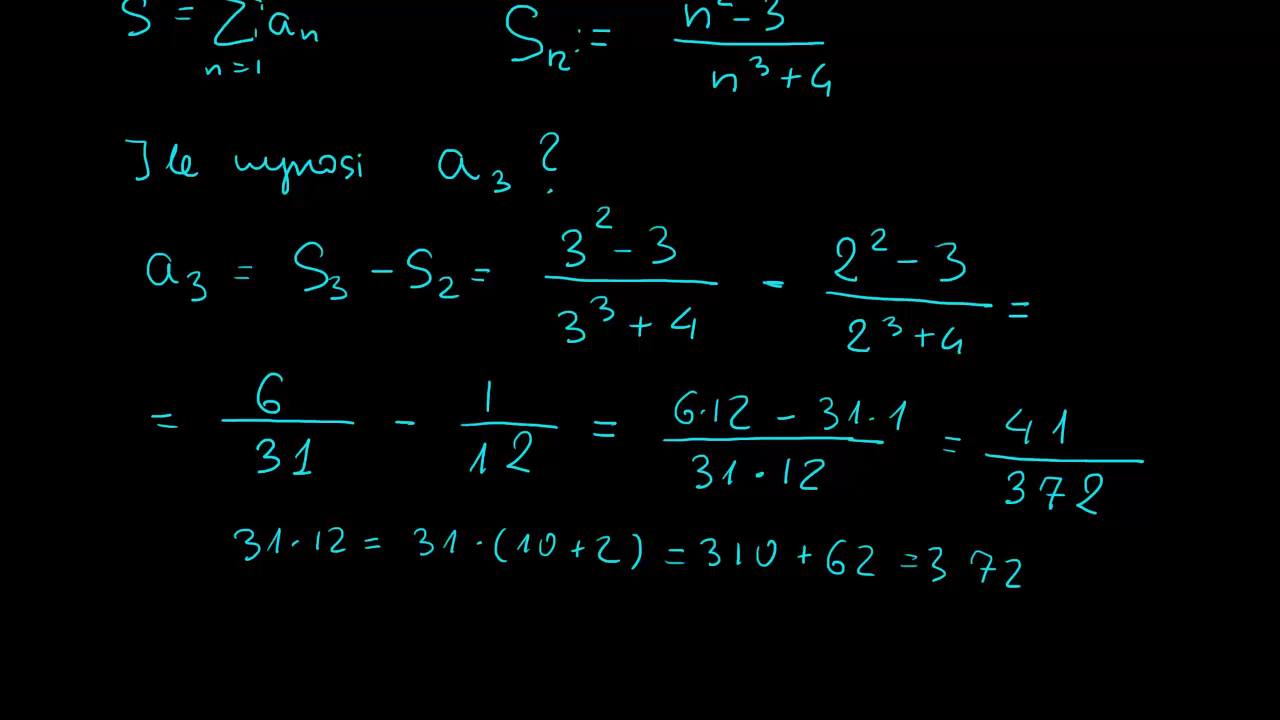 S = ∑ aₙ n=1 Sₙ := (n² - 3)/(n³ + 4)
Ile wynosi a₃ ?
a₃ = S₃ - S₂ = (3² - 3)/(3³ + 4) - (2² - 3)/(2³ + 4) =
= 6/31 - 1/12 = (6·12 - 31·1)/(31·12) = 41/372
31·12 = 31·(10+2) = 310 + 62 = 372